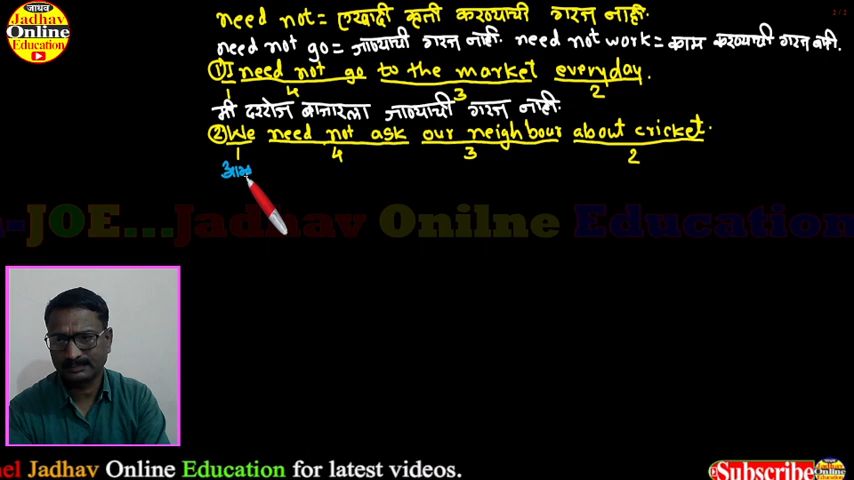 जाधव
Jadhav
Online
Education
2 / 2
need not = एखादी कृती करण्याची गरज नाही.
need not go = जाण्याची गरज नाही. need not work = काम करण्याची गरज नाही.
① I need not go to the market everyday.
1 4 3 2
मी दररोज बाजारला जाण्याची गरज नाही.
② We need not ask our neighbour about cricket.
1 4 3 2
-JOE...Jadhav Onilne Education
nel Jadhav Online Education for latest videos.
Subscribe